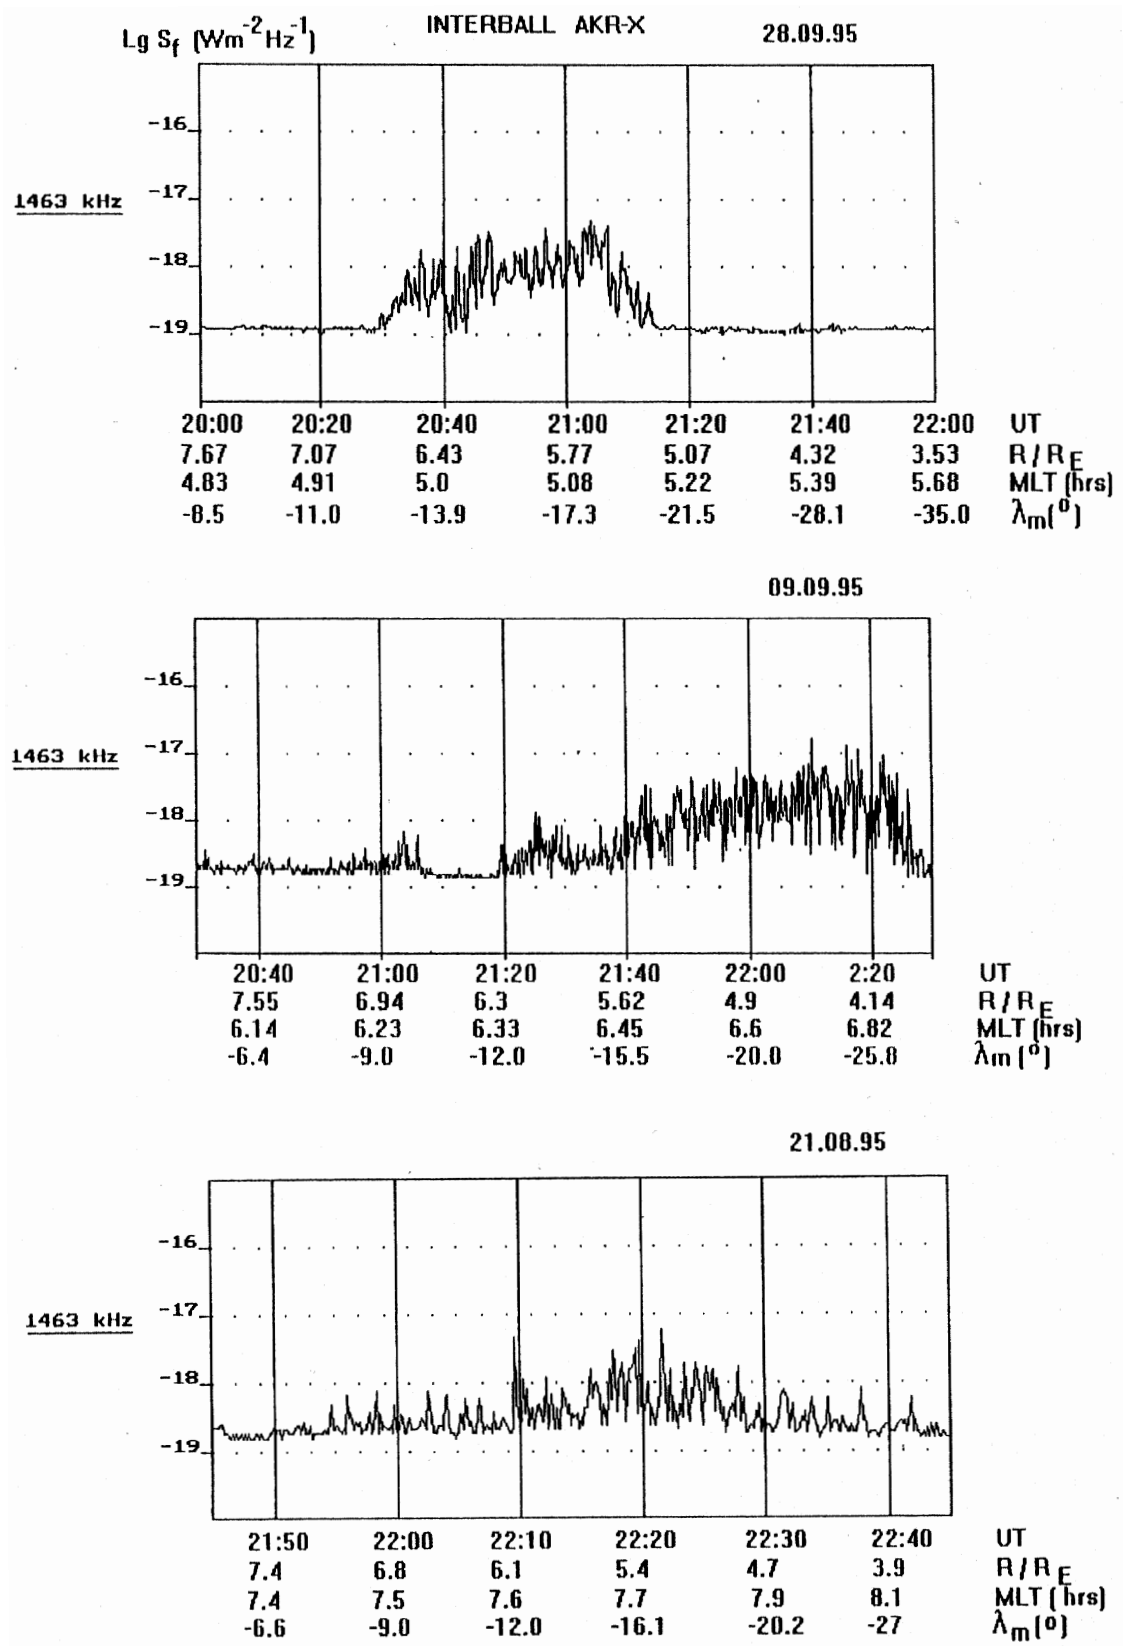 INTERBALL AKR-X
Lg Sf (Wm-2Hz-1)
28.09.95
-16
1463 kHz
-17
-18
-19
20:00 20:20 20:40 21:00 21:20 21:40 22:00 UT
7.67 7.07 6.43 5.77 5.07 4.32 3.53 R/RE
4.83 4.91 5.0 5.08 5.22 5.39 5.68 MLT (hrs)
-8.5 -11.0 -13.9 -17.3 -21.5 -28.1 -35.0 λm(°)
09.09.95
-16
1463 kHz
-17
-18
-19
20:40 21:00 21:20 21:40 22:00 2:20 UT
7.55 6.94 6.3 5.62 4.9 4.14 R/RE
6.14 6.23 6.33 6.45 6.6 6.82 MLT (hrs)
-6.4 -9.0 -12.0 -15.5 -20.0 -25.8 λm(°)
21.08.95
-16
1463 kHz
-17
-18
-19
21:50 22:00 22:10 22:20 22:30 22:40 UT
7.4 6.8 6.1 5.4 4.7 3.9 R/RE
7.4 7.5 7.6 7.7 7.9 8.1 MLT (hrs)
-6.6 -9.0 -12.0 -16.1 -20.2 -27 λm(°)